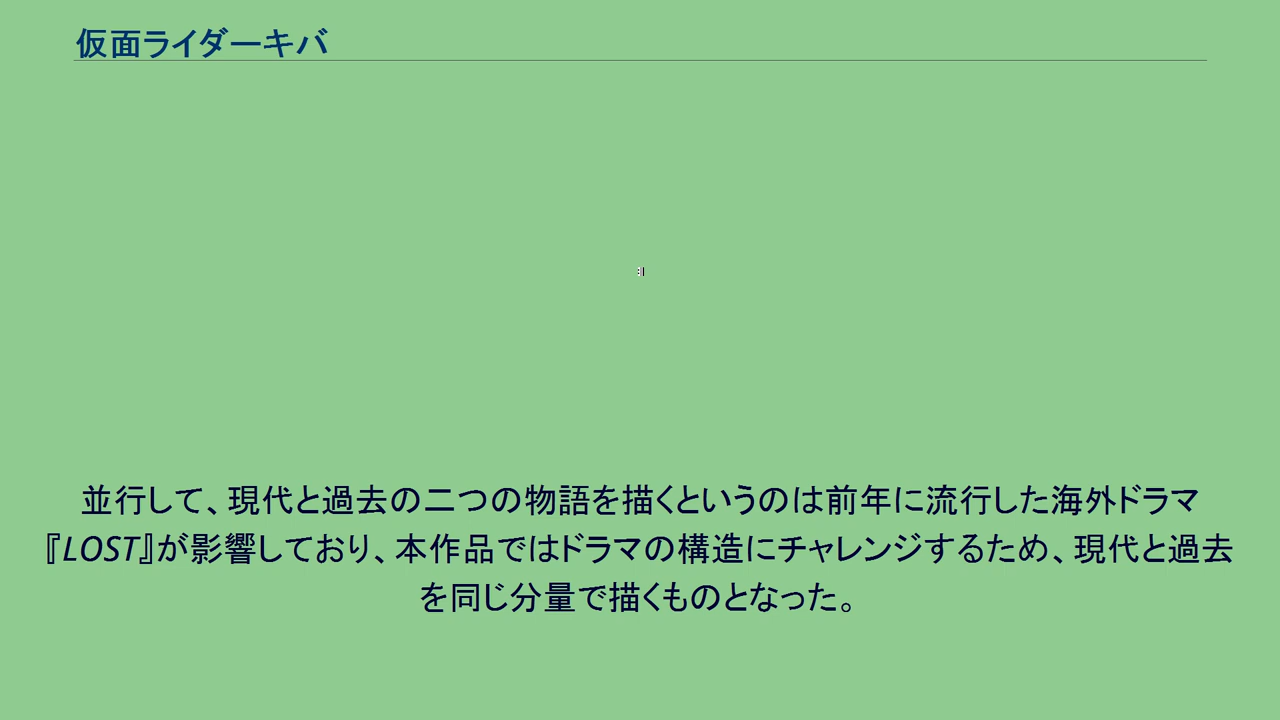 仮面ライダーキバ
並行して、現代と過去の二つの物語を描くというのは前年に流行した海外ドラマ
『LOST』が影響しており、本作品ではドラマの構造にチャレンジするため、現代と過去
を同じ分量で描くものとなった。